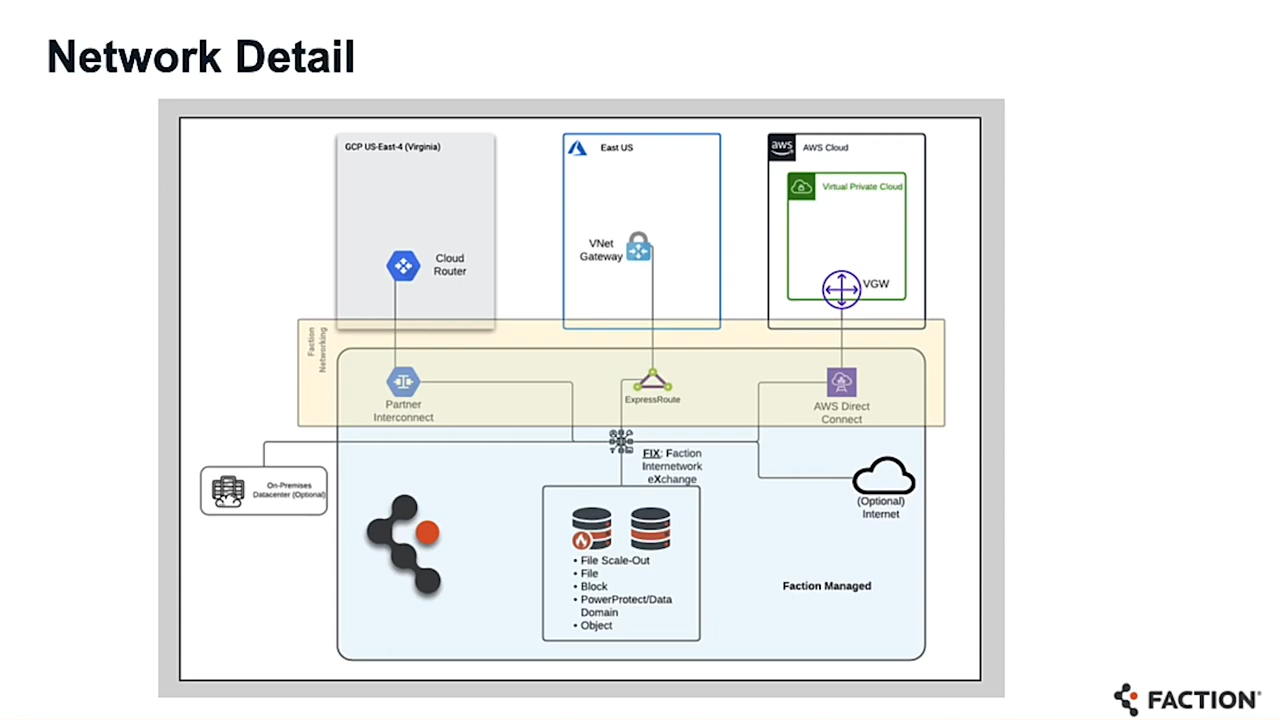 Network Detail
GCP US-East-4 (Virginia)
East US
aws
AWS Cloud
Virtual Private Cloud
Cloud
Router
VNet
Gateway
VGW
Faction
Networking
Partner
Interconnect
ExpressRoute
AWS Direct
Connect
FIX: Faction
Internetwork
eXchange
On-Premises
Datacenter (Optional)
(Optional)
Internet
• File Scale-Out
• File
• Block
• PowerProtect/Data
Domain
• Object
Faction Managed
FACTION®